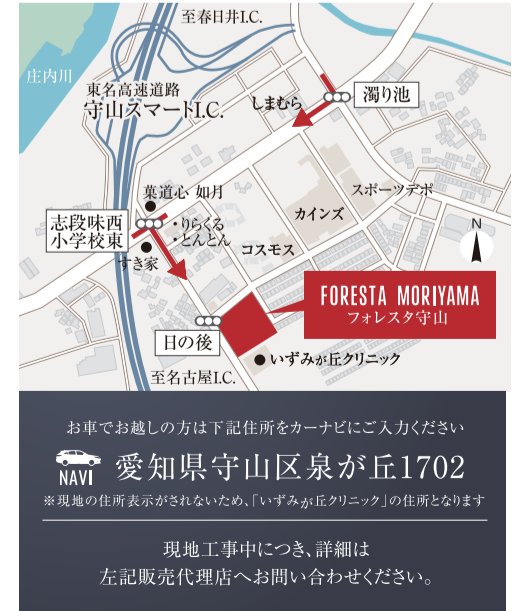 至春日井I.C.
庄内川
東名高速道路
守山スマートI.C.
しまむら
濁り池
菓道心 如月
スポーツデポ
志段味西
小学校東
・りらくる
・とんとん
カインズ
すき家
コスモス
N
FORESTA MORIYAMA
フォレスタ守山
日の後
いずみが丘クリニック
至名古屋I.C.
お車でお越しの方は下記住所をカーナビにご入力ください
NAVI
愛知県守山区泉が丘1702
※現地の住所表示がされないため、「いずみが丘クリニック」の住所となります
現地工事中につき、詳細は
左記販売代理店へお問い合わせください。